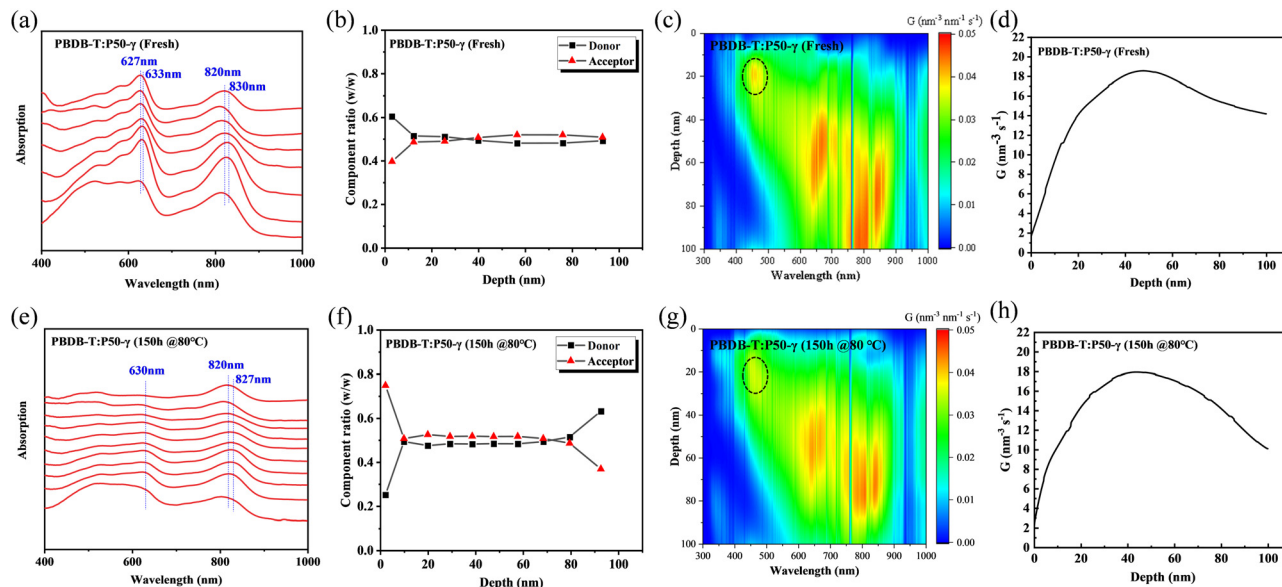 (a)
PBDB-T:P50-γ (Fresh)
627nm
633nm
820nm
830nm
Absorption
400 500 600 700 800 900 1000
Wavelength (nm)
(b)
PBDB-T:P50-γ (Fresh)
Donor
Acceptor
Component ratio (w/w)
1.0
0.8
0.6
0.4
0.2
0.0
0 20 40 60 80 100
Depth (nm)
(c)
G (nm⁻³ nm⁻¹ s⁻¹)
PBDB-T:P50-γ (Fresh)
Depth (nm)
0
20
40
60
80
100
300 400 500 600 700 800 900 1000
Wavelength (nm)
0.05
0.04
0.03
0.02
0.01
0.00
(d)
PBDB-T:P50-γ (Fresh)
G (nm⁻³ s⁻¹)
22
20
18
16
14
12
10
8
6
4
2
0
0 20 40 60 80 100
Depth (nm)
(e)
PBDB-T:P50-γ (150h @80℃)
630nm
820nm
827nm
Absorption
400 500 600 700 800 900 1000
Wavelength (nm)
(f)
PBDB-T:P50-γ (150h @80℃)
Donor
Acceptor
Component ratio (w/w)
1.0
0.8
0.6
0.4
0.2
0.0
0 20 40 60 80 100
Depth (nm)
(g)
G (nm⁻³ nm⁻¹ s⁻¹)
PBDB-T:P50-γ (150h @80 ℃)
Depth (nm)
0
20
40
60
80
100
300 400 500 600 700 800 900 1000
Wavelength (nm)
0.05
0.04
0.03
0.02
0.01
0.00
(h)
PBDB-T:P50-γ (150h @80℃)
G (nm⁻³ s⁻¹)
22
20
18
16
14
12
10
8
6
4
2
0
0 20 40 60 80 100
Depth (nm)